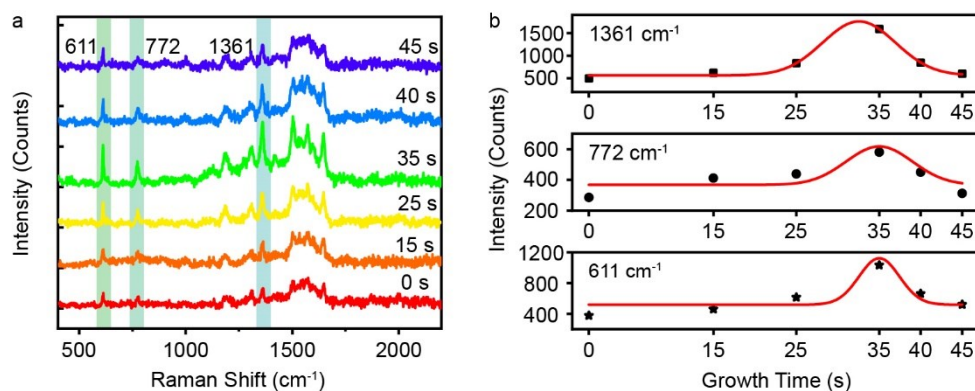 a
611
772
1361
45 s
40 s
35 s
25 s
15 s
0 s
Intensity (Counts)
500
1000
1500
2000
Raman Shift (cm⁻¹)
b
1361 cm⁻¹
1500
1000
500
0
15
25
35
40
45
772 cm⁻¹
600
400
200
0
15
25
35
40
45
611 cm⁻¹
1200
800
400
0
15
25
35
40
45
Intensity (Counts)
Growth Time (s)